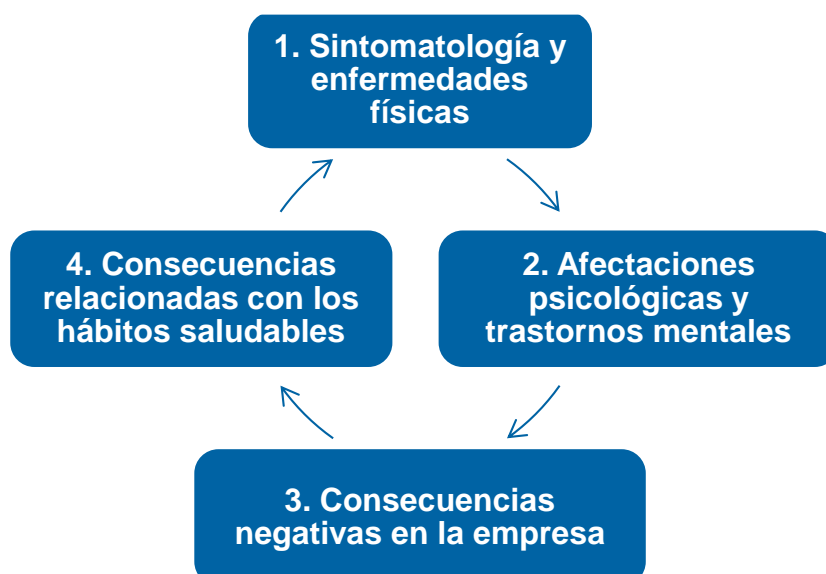 1. Sintomatología y
enfermedades
físicas
2. Afectaciones
psicológicas y
trastornos mentales
3. Consecuencias
negativas en la empresa
4. Consecuencias
relacionadas con los
hábitos saludables